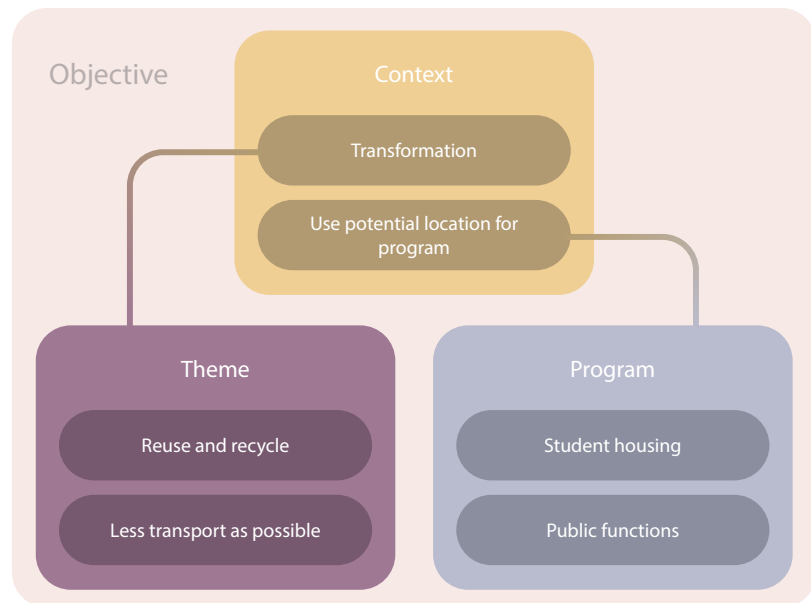 Objective
Context
Transformation
Use potential location for
program
Theme
Reuse and recycle
Less transport as possible
Program
Student housing
Public functions